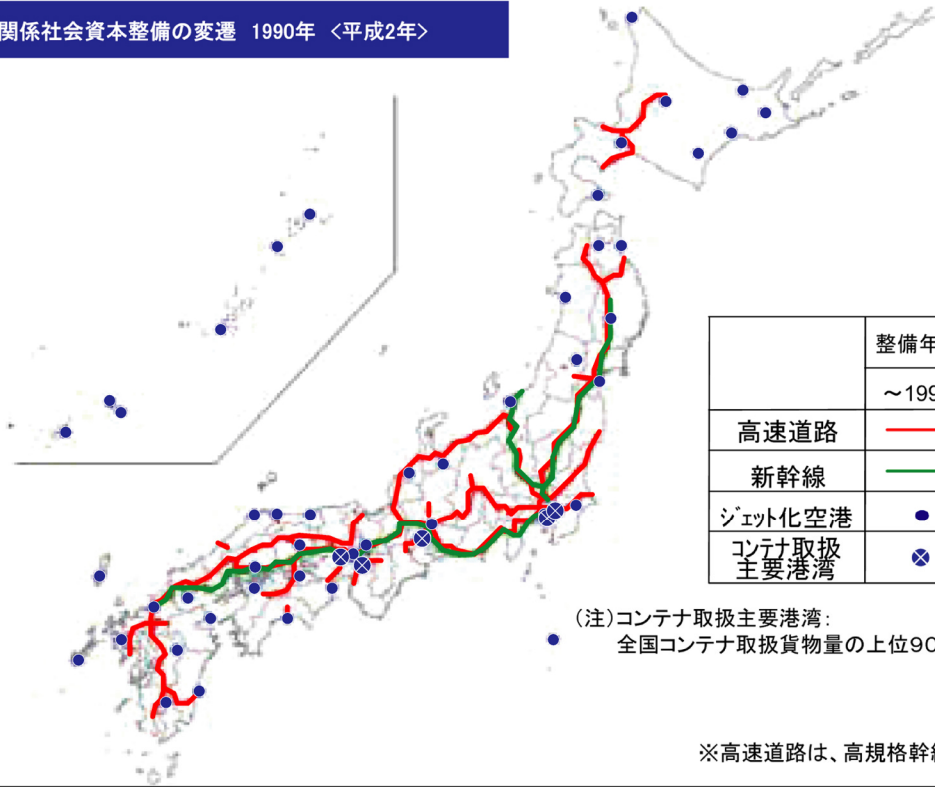 関係社会資本整備の変遷 1990年 <平成2年>
整備年
～199
高速道路
新幹線
ジェット化空港
コンテナ取扱
主要港湾
(注)コンテナ取扱主要港湾:
全国コンテナ取扱貨物量の上位90
※高速道路は、高規格幹線